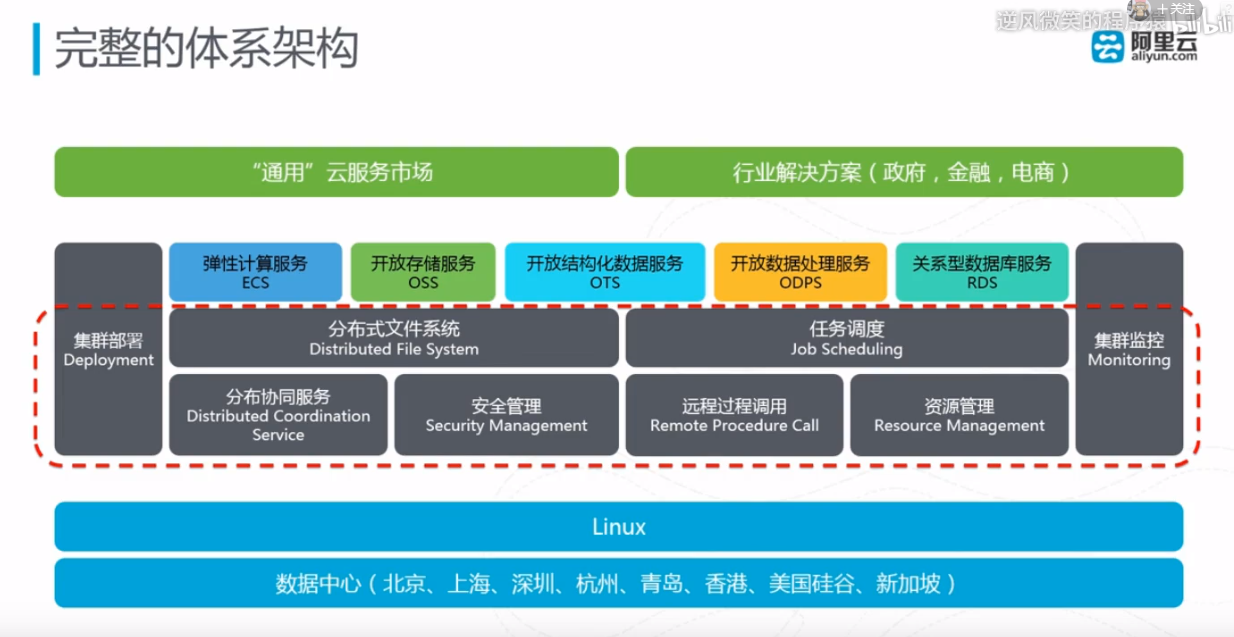 逆风微笑的程序猿
+关注
bilibili
完整的体系架构
阿里云
aliyun.com
“通用”云服务市场
行业解决方案（政府，金融，电商）
弹性计算服务
ECS
开放存储服务
OSS
开放结构化数据服务
OTS
开放数据处理服务
ODPS
关系型数据库服务
RDS
集群部署
Deployment
分布式文件系统
Distributed File System
任务调度
Job Scheduling
集群监控
Monitoring
分布协同服务
Distributed Coordination
Service
安全管理
Security Management
远程过程调用
Remote Procedure Call
资源管理
Resource Management
Linux
数据中心（北京、上海、深圳、杭州、青岛、香港、美国硅谷、新加坡）